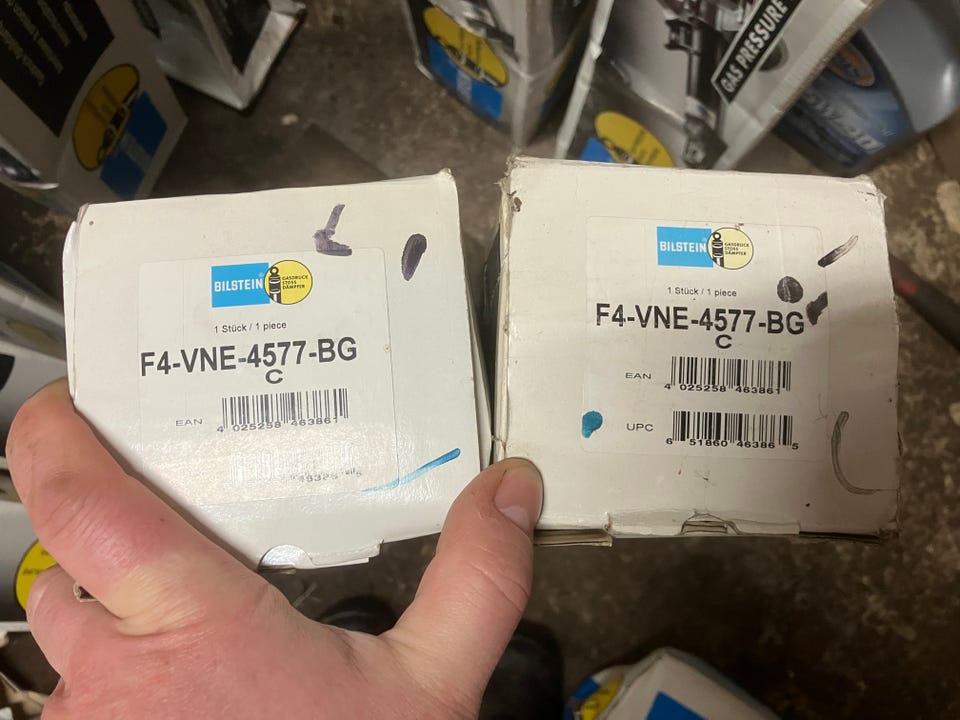 GAS PRESSURE
BILSTEIN®
GASDRUCK
STOSS
DÄMPFER
1 Stück / 1 piece
F4-VNE-4577-BG
C
EAN
4 025258 463861
BILSTEIN®
GASDRUCK
STOSS
DÄMPFER
1 Stück / 1 piece
F4-VNE-4577-BG
C
EAN
4 025258 463861
UPC
6 51860 46386 5